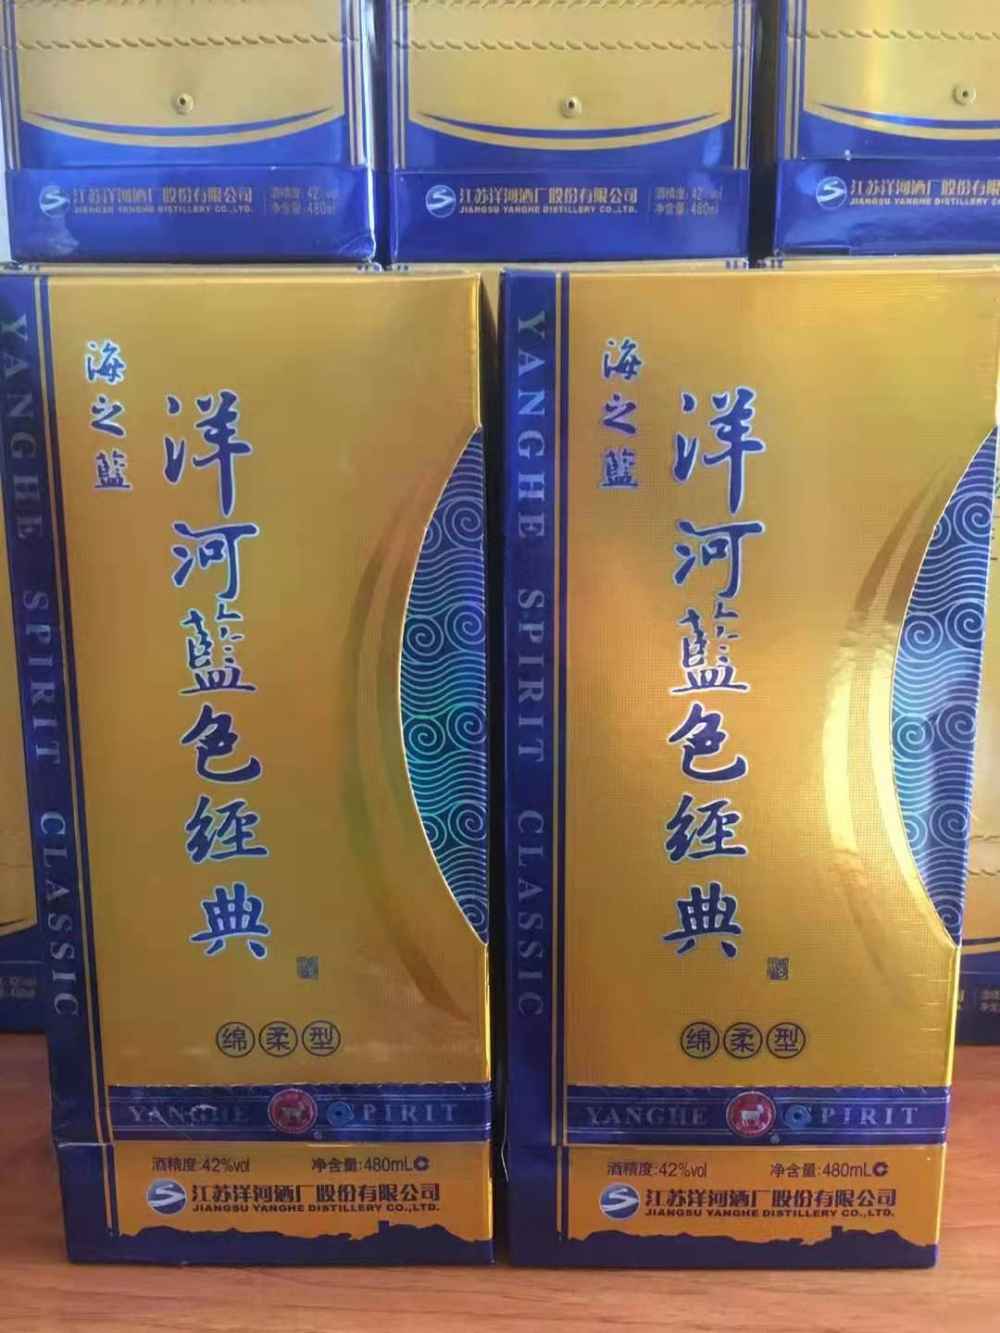 江苏洋河酒厂股份有限公司
JIANGSU YANGHE DISTILLERY CO.,LTD.
酒精度: 42%vol
净含量: 480ml
江苏洋河酒厂股份有限公司
JIANGSU YANGHE DISTILLERY CO.,LTD.
酒精度: 42%vol
净含量: 480ml
江苏洋河酒厂股份有限
JIANGSU YANGHE DISTILLERY
YANGHE SPIRIT CLASSIC
海之藍
洋河藍色经典
绵柔型
YANGHE SPIRIT
酒精度:42%vol
净含量:480mL
江苏洋河酒厂股份有限公司
JIANGSU YANGHE DISTILLERY CO.,LTD.
YANGHE SPIRIT CLASSIC
海之藍
洋河藍色经典
绵柔型
YANGHE SPIRIT
酒精度:42%vol
净含量:480mL
江苏洋河酒厂股份有限公司
JIANGSU YANGHE DISTILLERY CO.,LTD.